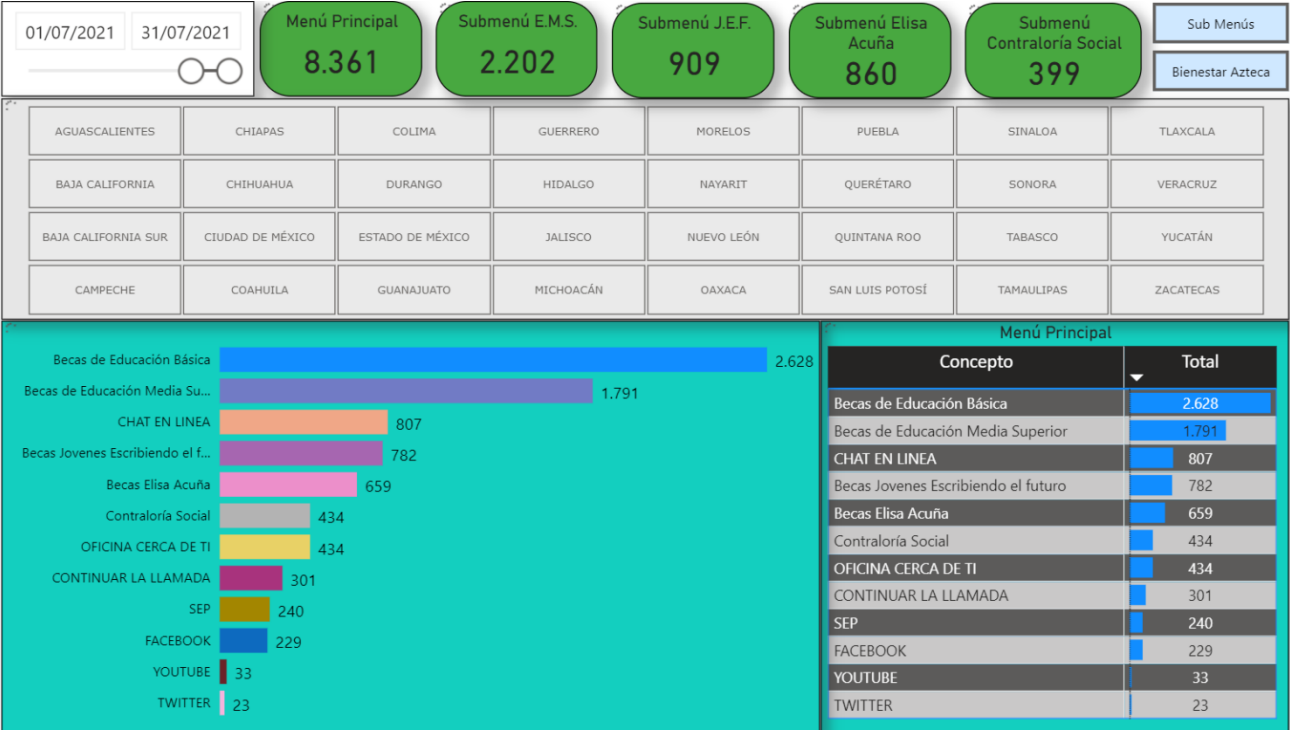 01/07/2021 31/07/2021
Menú Principal
8.361
Submenú E.M.S.
2.202
Submenú J.E.F.
909
Submenú Elisa
Acuña
860
Submenú
Contraloría Social
399
Sub Menús
Bienestar Azteca
AGUASCALIENTES CHIAPAS COLIMA GUERRERO MORELOS PUEBLA SINALOA TLAXCALA
BAJA CALIFORNIA CHIHUAHUA DURANGO HIDALGO NAYARIT QUERÉTARO SONORA VERACRUZ
BAJA CALIFORNIA SUR CIUDAD DE MÉXICO ESTADO DE MÉXICO JALISCO NUEVO LEÓN QUINTANA ROO TABASCO YUCATÁN
CAMPECHE COAHUILA GUANAJUATO MICHOACÁN OAXACA SAN LUIS POTOSÍ TAMAULIPAS ZACATECAS
Becas de Educación Básica 2.628
Becas de Educación Media Su... 1.791
CHAT EN LINEA 807
Becas Jovenes Escribiendo el f... 782
Becas Elisa Acuña 659
Contraloría Social 434
OFICINA CERCA DE TI 434
CONTINUAR LA LLAMADA 301
SEP 240
FACEBOOK 229
YOUTUBE 33
TWITTER 23
Menú Principal
Concepto Total
Becas de Educación Básica 2.628
Becas de Educación Media Superior 1.791
CHAT EN LINEA 807
Becas Jovenes Escribiendo el futuro 782
Becas Elisa Acuña 659
Contraloría Social 434
OFICINA CERCA DE TI 434
CONTINUAR LA LLAMADA 301
SEP 240
FACEBOOK 229
YOUTUBE 33
TWITTER 23